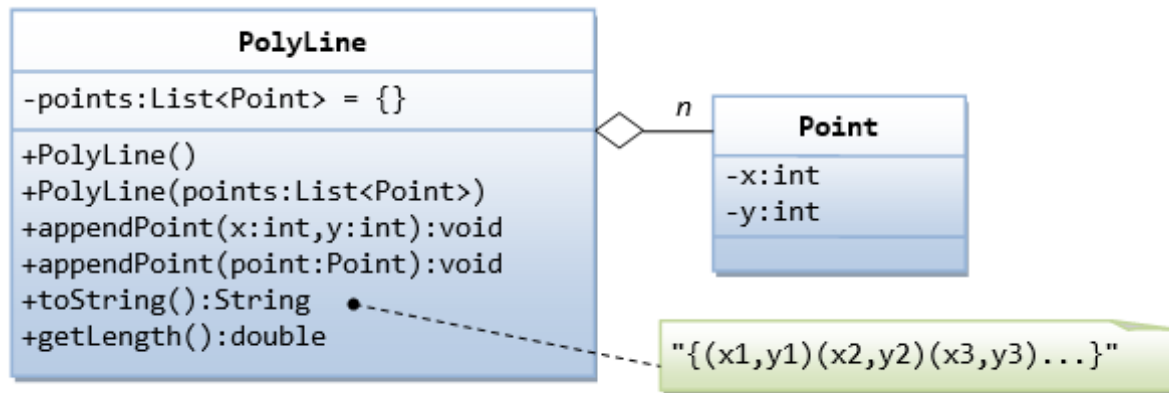 PolyLine
-points:List<Point> = {}
+PolyLine()
+PolyLine(points:List<Point>)
+appendPoint(x:int,y:int):void
+appendPoint(point:Point):void
+toString():String
+getLength():double
n
Point
-x:int
-y:int
"{(x1,y1)(x2,y2)(x3,y3)...}"